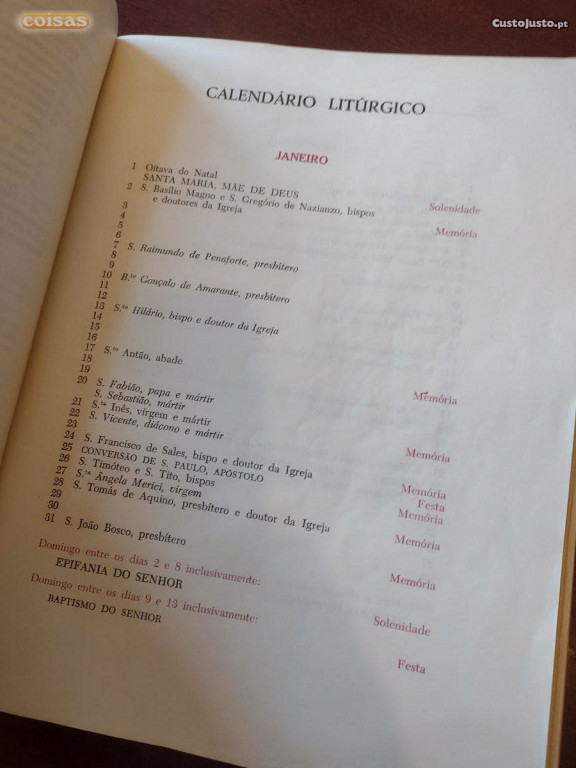 coisas
CustoJusto.pt
CALENDÁRIO LITÚRGICO
JANEIRO
1 Oitava do Natal
SANTA MARIA, MÃE DE DEUS Solenidade
2 S. Basílio Magno e S. Gregório de Nazianzo, bispos
e doutores da Igreja Memória
3
4
5
6
7 S. Raimundo de Penaforte, presbítero
8
9
10 B.to Gonçalo de Amarante, presbítero
11
12
13 S.to Hilário, bispo e doutor da Igreja
14
15
16
17 S.to Antão, abade Memória
18
19
20 S. Fabião, papa e mártir
S. Sebastião, mártir
21 S.ta Inês, virgem e mártir Memória
22 S. Vicente, diácono e mártir
23
24 S. Francisco de Sales, bispo e doutor da Igreja Memória
25 CONVERSÃO DE S. PAULO, APÓSTOLO Festa
26 S. Timóteo e S. Tito, bispos Memória
27 S.ta Ângela Merici, virgem
28 S. Tomás de Aquino, presbítero e doutor da Igreja Memória
29
30
31 S. João Bosco, presbítero Memória
Domingo entre os dias 2 e 8 inclusivamente:
EPIFANIA DO SENHOR Solenidade
Domingo entre os dias 9 e 13 inclusivamente:
BAPTISMO DO SENHOR Festa